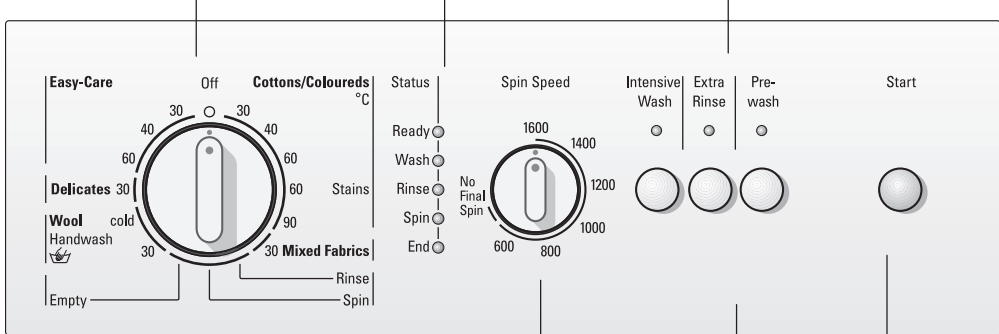 Easy-Care
Off
Cottons/Coloureds
°C
30
30
40
40
60
60
Delicates 30
60 Stains
Wool cold
90
Handwash
30
30 Mixed Fabrics
Rinse
Empty
Spin
Status
Ready
Wash
Rinse
Spin
End
Spin Speed
1600
1400
1200
1000
800
600
No
Final
Spin
Intensive
Wash
Extra
Rinse
Pre-
wash
Start